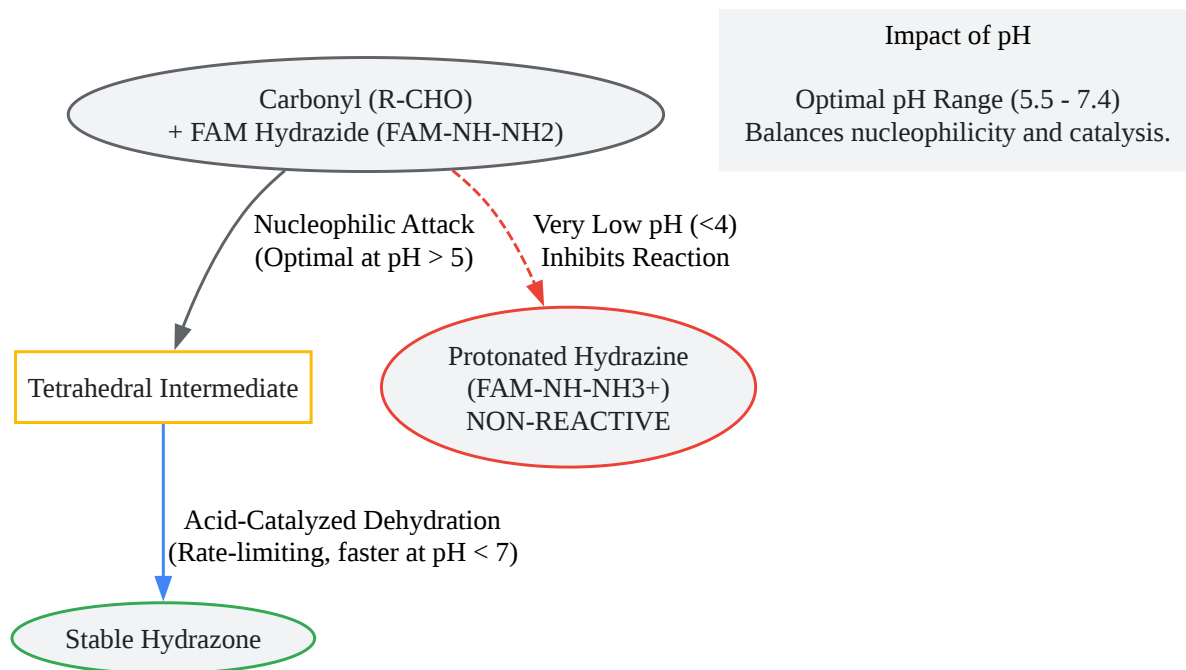 Impact of pH
Optimal pH Range (5.5 - 7.4)
Balances nucleophilicity and catalysis.
Carbonyl (R-CHO)
+ FAM Hydrazide (FAM-NH-NH2)
Nucleophilic Attack
(Optimal at pH > 5)
Very Low pH (<4)
Inhibits Reaction
Tetrahedral Intermediate
Protonated Hydrazine
(FAM-NH-NH3+)
NON-REACTIVE
Acid-Catalyzed Dehydration
(Rate-limiting, faster at pH < 7)
Stable Hydrazone